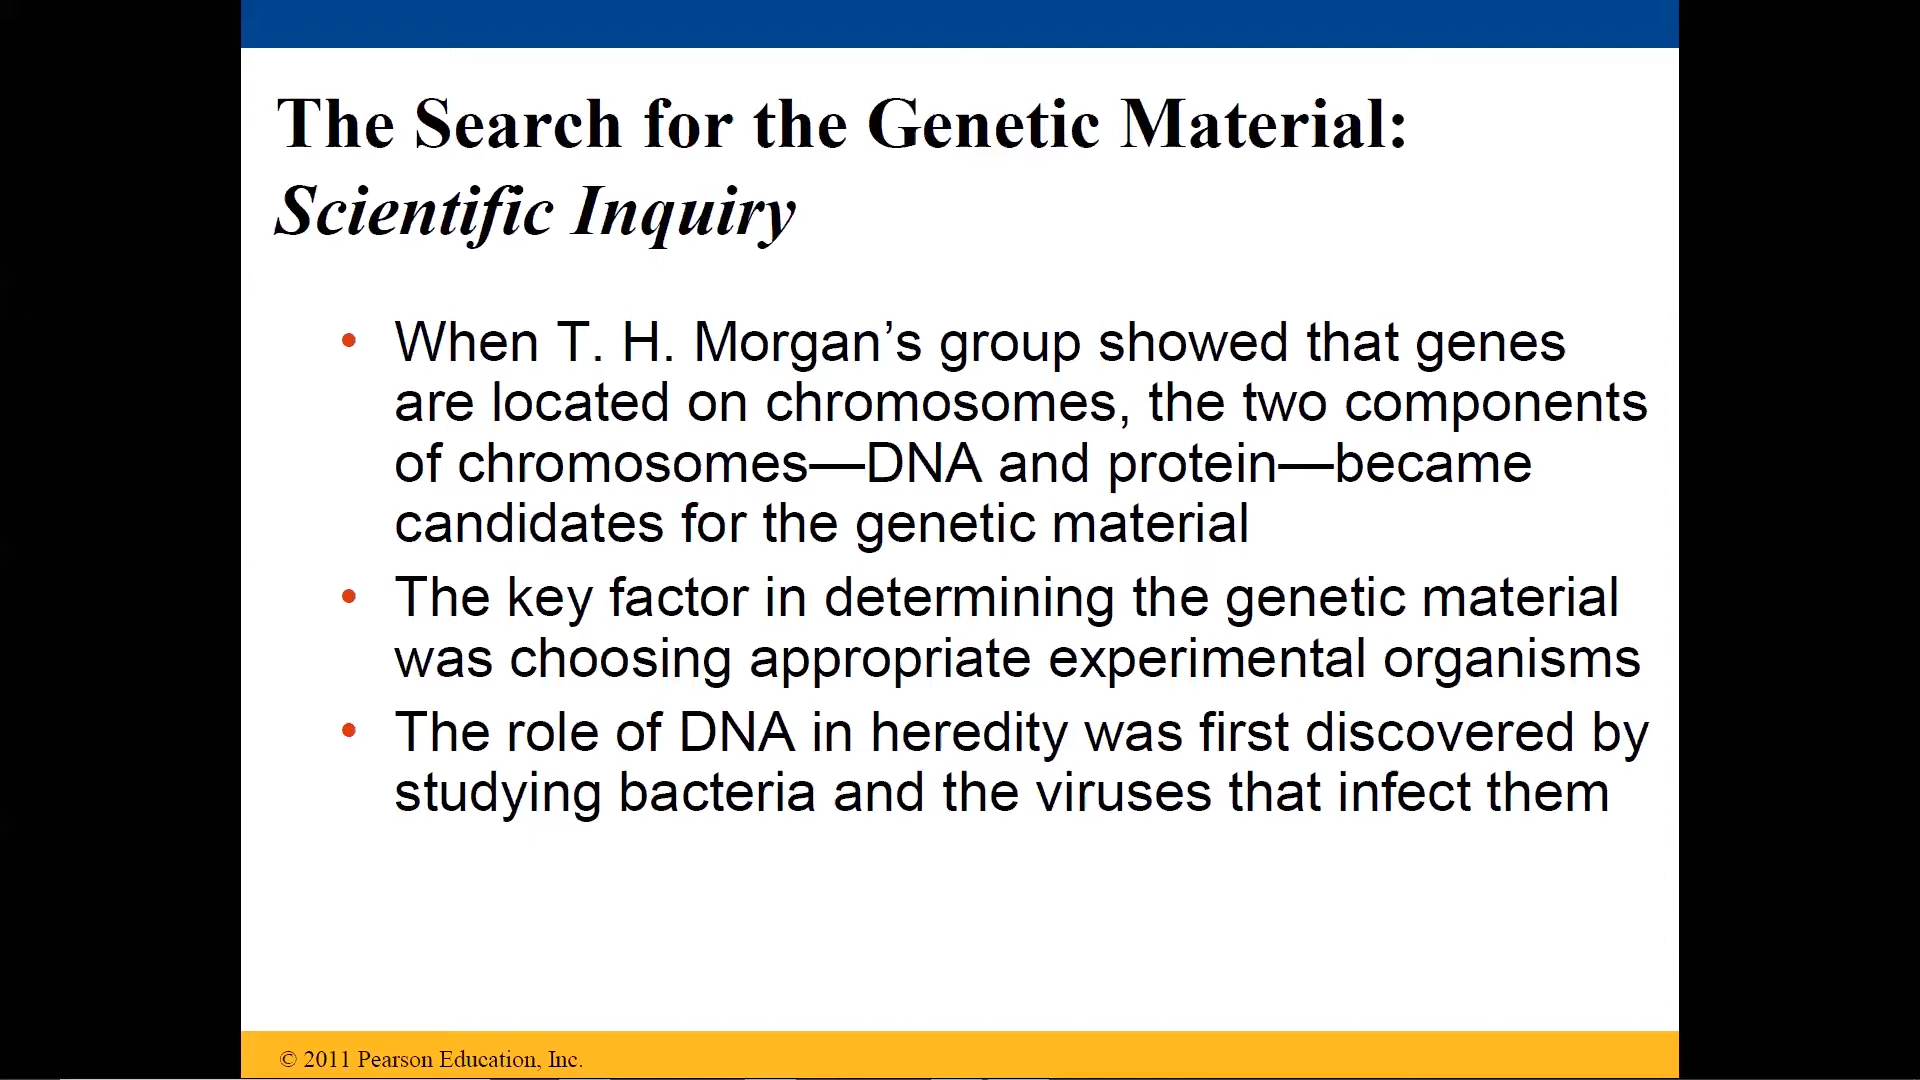 The Search for the Genetic Material:
Scientific Inquiry
• When T. H. Morgan’s group showed that genes
are located on chromosomes, the two components
of chromosomes—DNA and protein—became
candidates for the genetic material
• The key factor in determining the genetic material
was choosing appropriate experimental organisms
• The role of DNA in heredity was first discovered by
studying bacteria and the viruses that infect them
© 2011 Pearson Education, Inc.